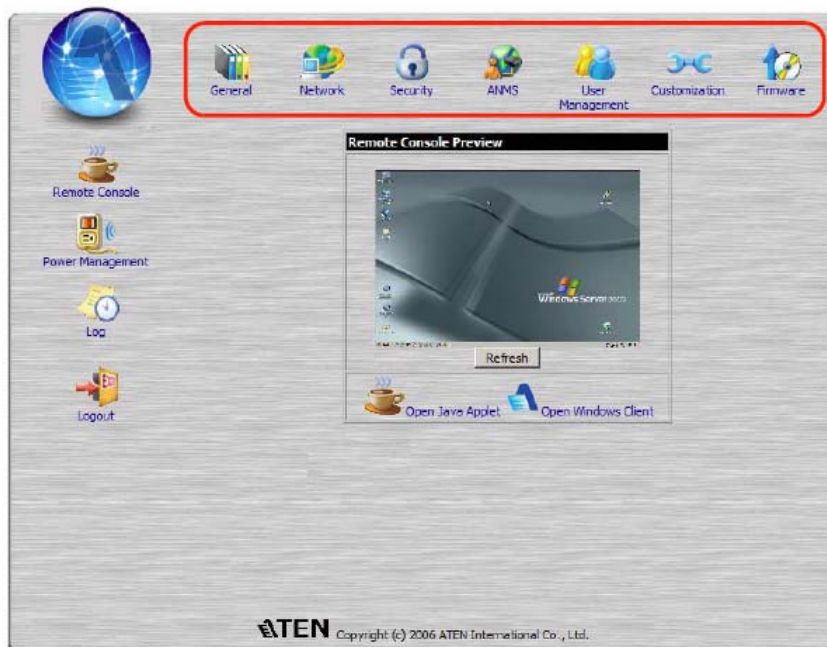 General Network Security ANMS User Management Customization Firmware
Remote Console
Power Management
Log
Logout
Remote Console Preview
Windows Server 2003
Refresh
Open Java Applet Open Windows Client
ATEN Copyright (c) 2006 ATEN International Co., Ltd.